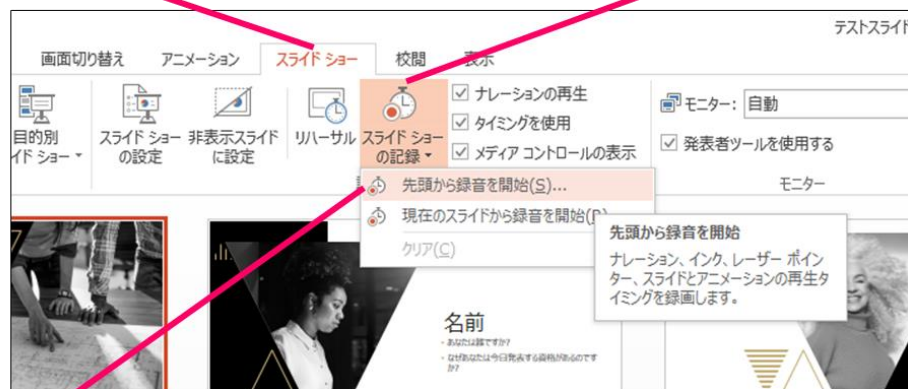 テストスライド
画面切り替え アニメーション スライド ショー 校閲 表示
目的別
イド ショー
スライド ショー
の設定
非表示スライド
に設定
リハーサル
スライド ショー
の記録
ナレーションの再生
タイミングを使用
メディア コントロールの表示
モニター: 自動
発表者ツールを使用する
モニター
先頭から録音を開始(S)...
現在のスライドから録音を開始(R)
クリア(C)
先頭から録音を開始
ナレーション、インク、レーザー ポイン
ター、スライドとアニメーションの再生タ
イミングを録画します。
名前
あなたは誰ですか?
なぜあなたは今日発表する資格があるのです
か?